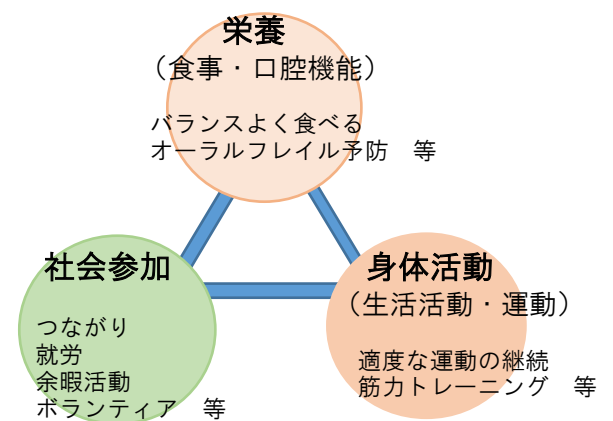 栄養
（食事・口腔機能）
バランスよく食べる
オーラルフレイル予防　等
社会参加
つながり
就労
余暇活動
ボランティア　等
身体活動
（生活活動・運動）
適度な運動の継続
筋力トレーニング　等